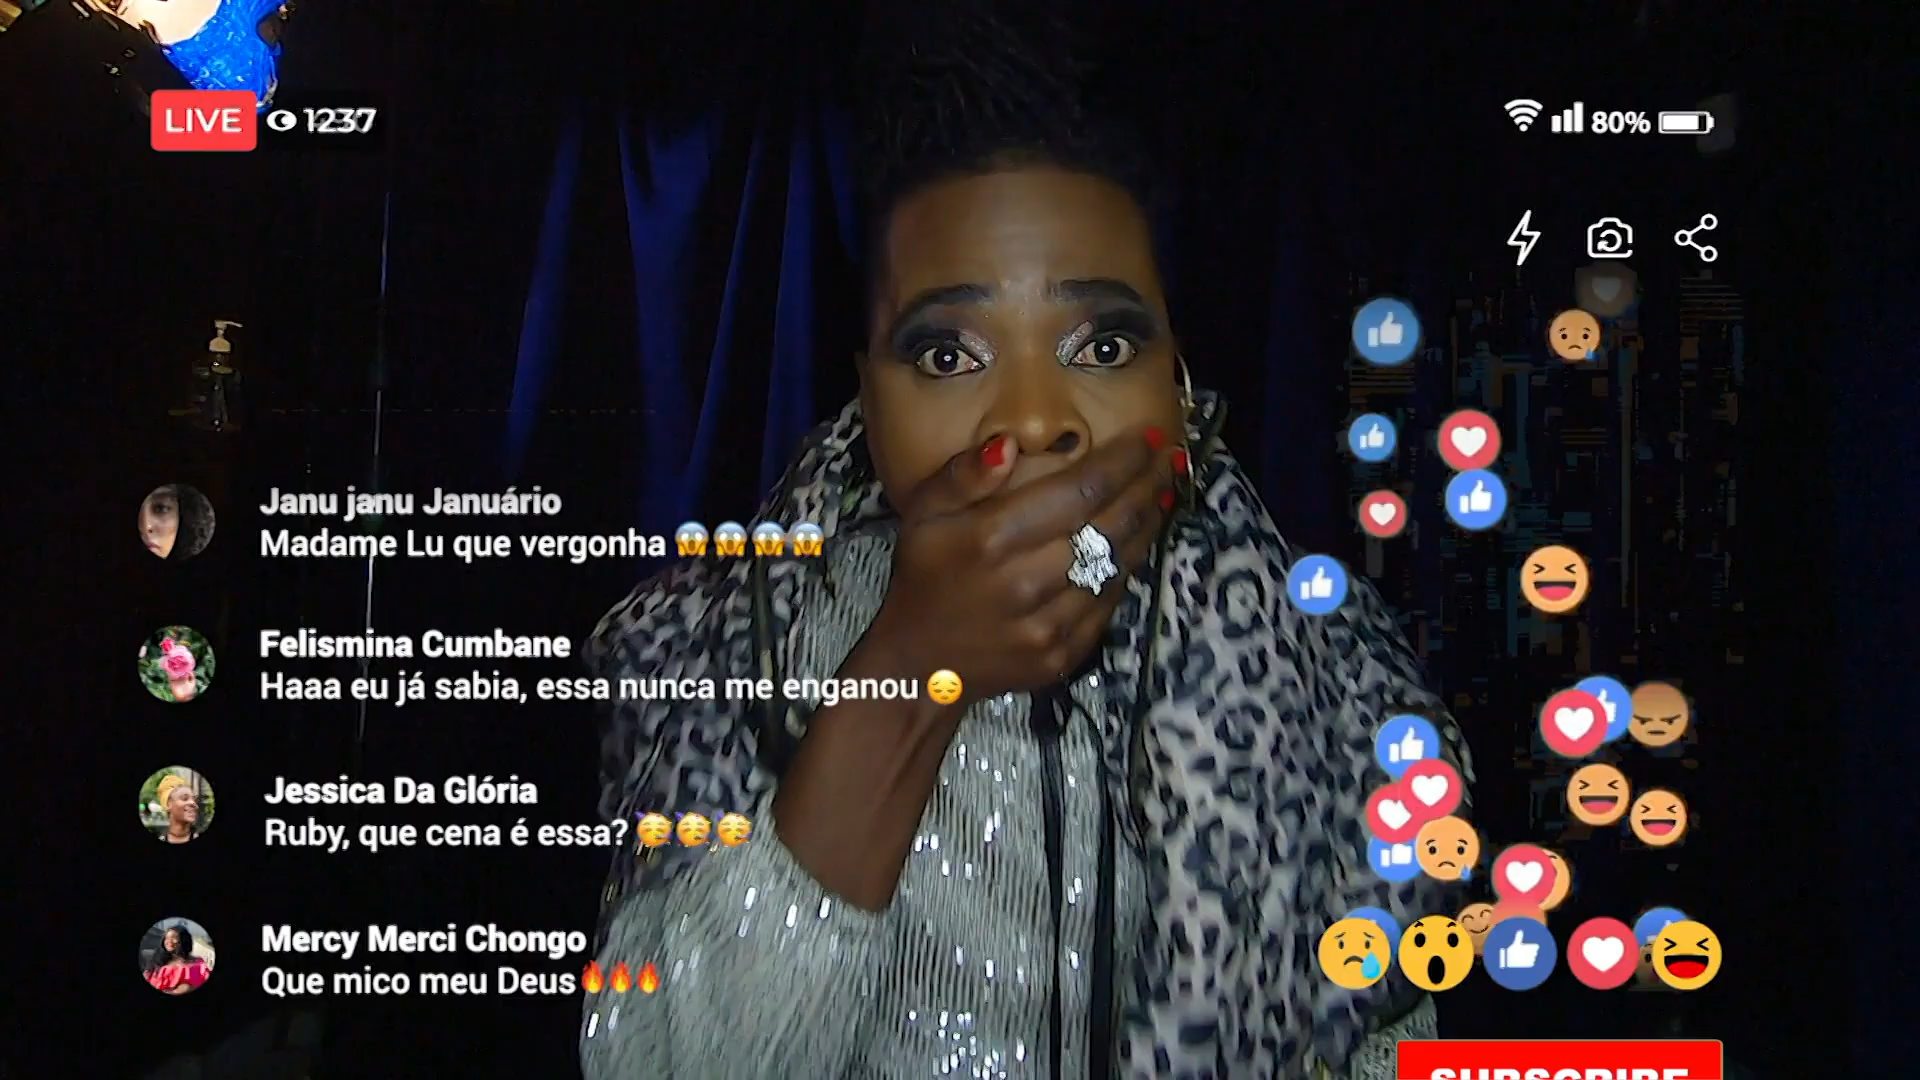 LIVE 1237
80%
Janu janu Januário
Madame Lu que vergonha 😱😱😱😱
Felismina Cumbane
Haaa eu já sabia, essa nunca me enganou 😔
Jessica Da Glória
Ruby, que cena é essa? 🥳🥳🥳
Mercy Merci Chongo
Que mico meu Deus🔥🔥🔥
SUBSCRIBE